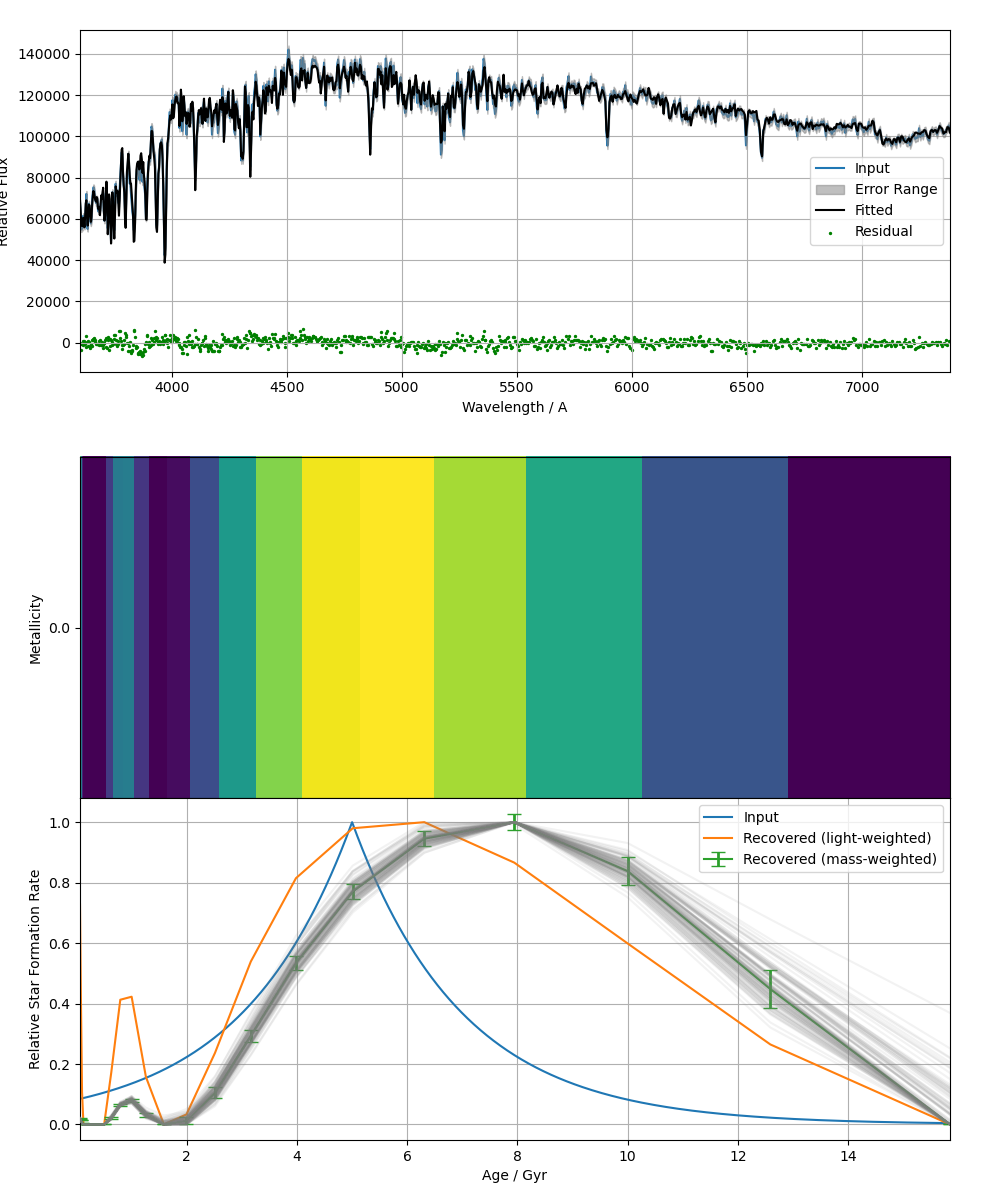 Relative Flux
140000
120000
100000
80000
60000
40000
20000
0
Input
Error Range
Fitted
Residual
4000 4500 5000 5500 6000 6500 7000
Wavelength / A
Metallicity
0.0
Relative Star Formation Rate
1.0
0.8
0.6
0.4
0.2
0.0
Input
Recovered (light-weighted)
Recovered (mass-weighted)
2 4 6 8 10 12 14
Age / Gyr